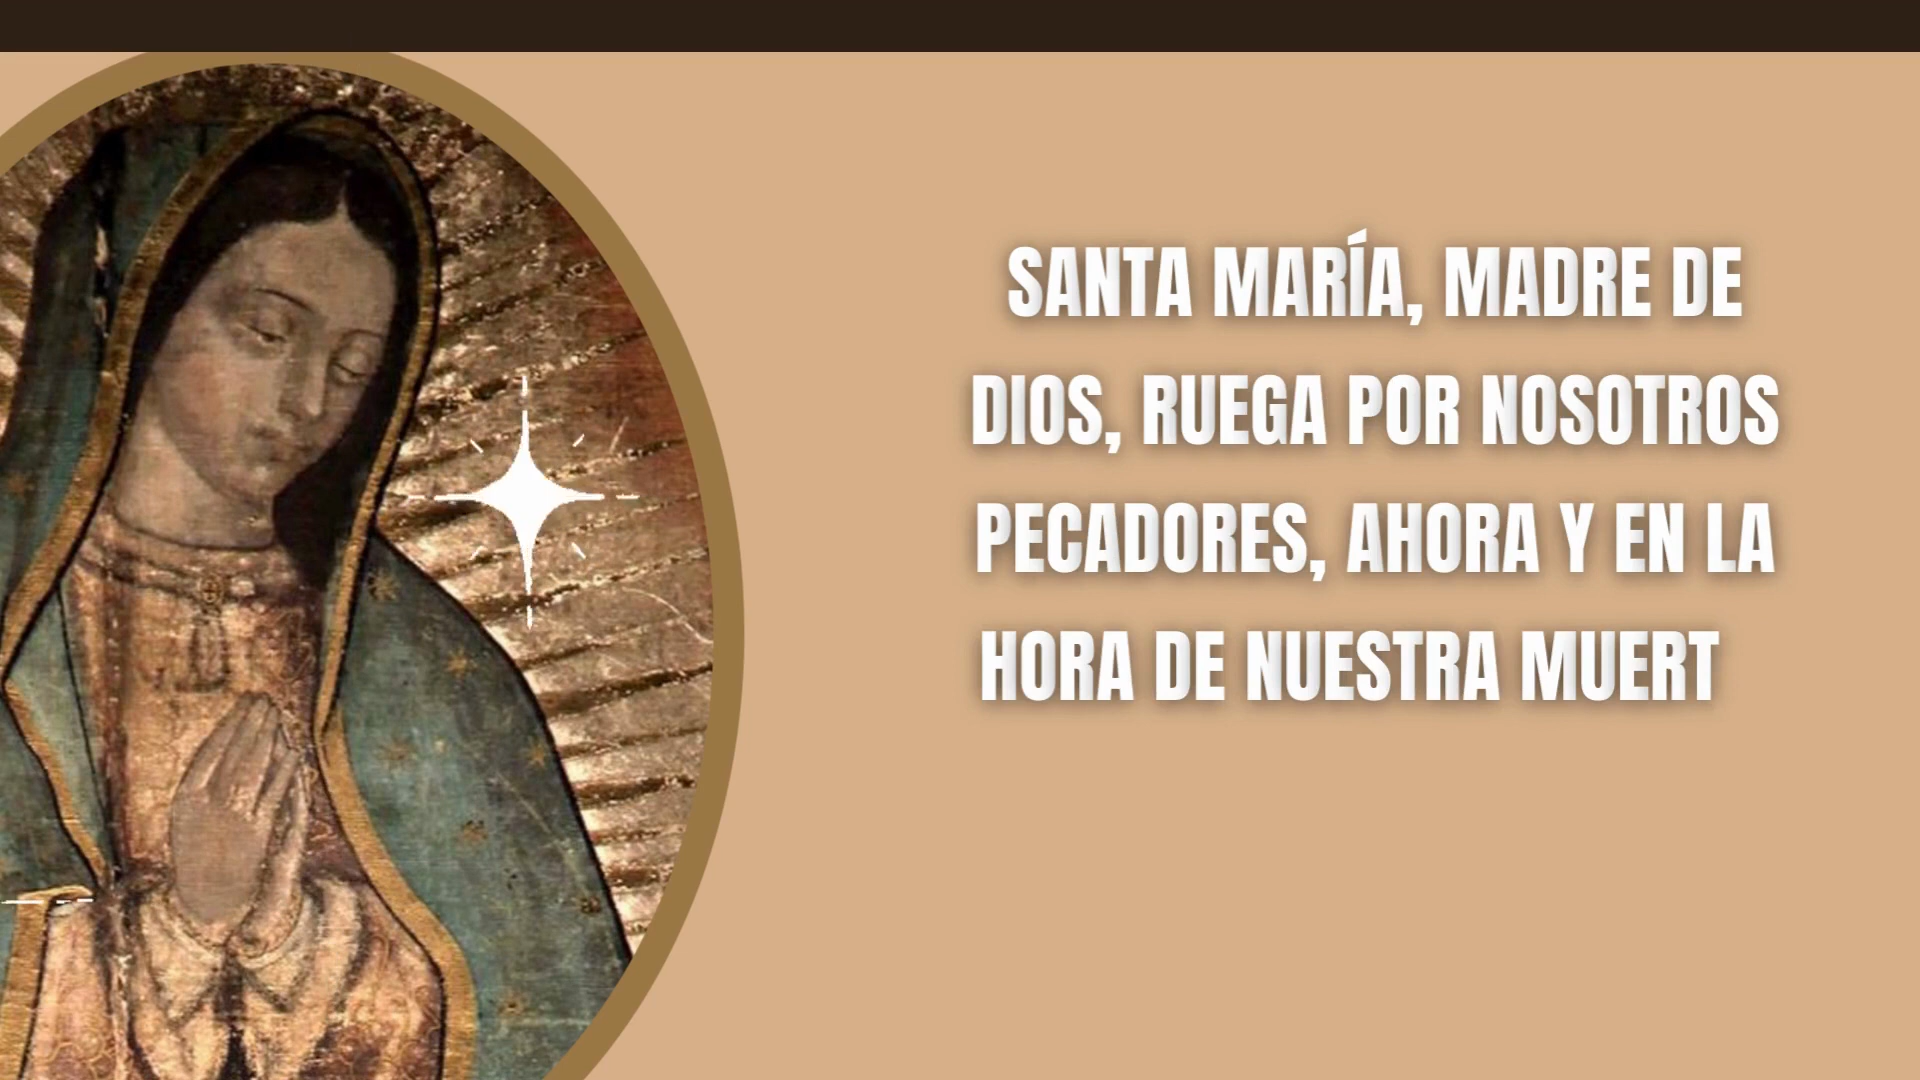 SANTA MARÍA, MADRE DE
DIOS, RUEGA POR NOSOTROS
PECADORES, AHORA Y EN LA
HORA DE NUESTRA MUERT